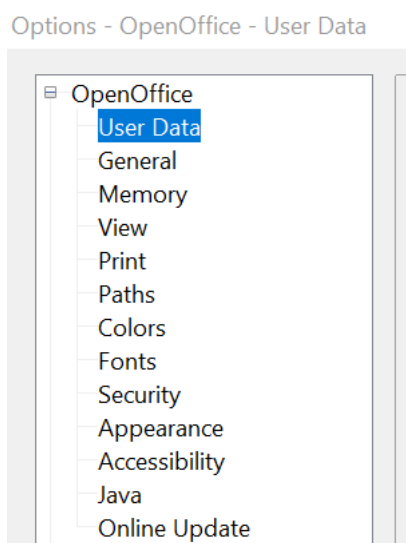 Options - OpenOffice - User Data
OpenOffice
User Data
General
Memory
View
Print
Paths
Colors
Fonts
Security
Appearance
Accessibility
Java
Online Update